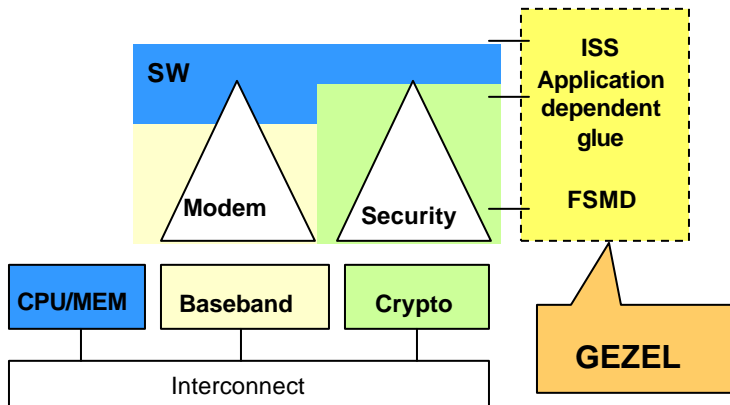 SW
ISS
Application
dependent
glue
FSMD
Modem
Security
CPU/MEM
Baseband
Crypto
GEZEL
Interconnect